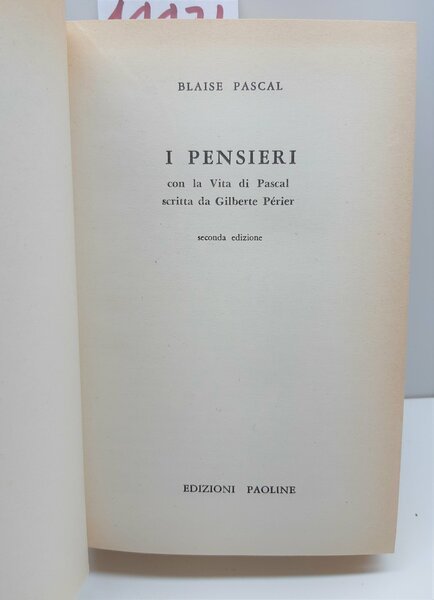 BLAISE PASCAL
I PENSIERI
con la Vita di Pascal
scritta da Gilberte Périer
seconda edizione
EDIZIONI PAOLINE